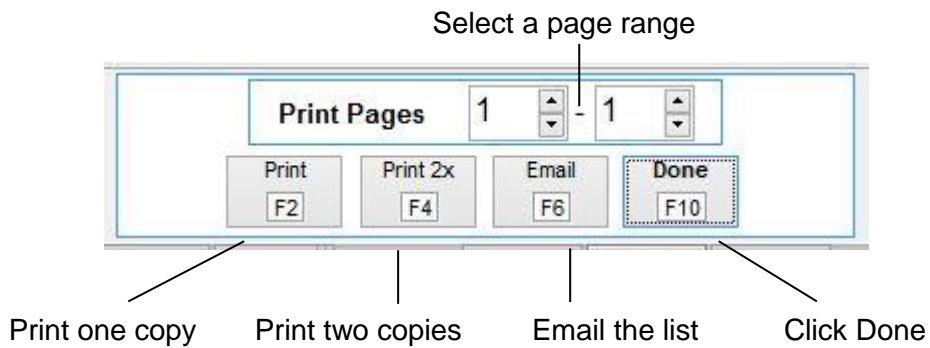 Select a page range
Print Pages 1 - 1
Print Print 2x Email Done
F2 F4 F6 F10
Print one copy Print two copies Email the list Click Done